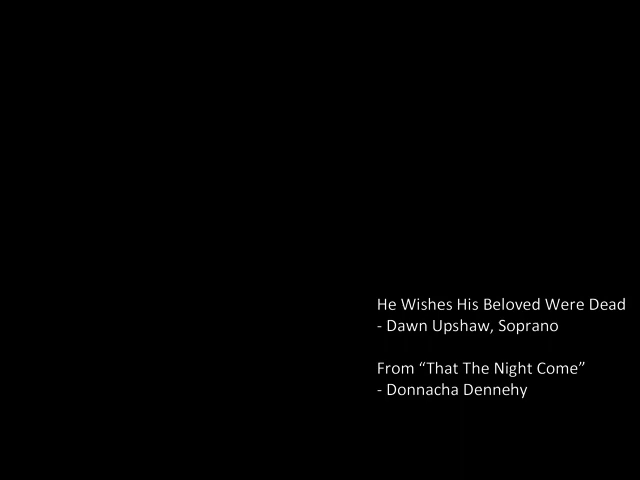 He Wishes His Beloved Were Dead
- Dawn Upshaw, Soprano
From “That The Night Come”
- Donnacha Dennehy